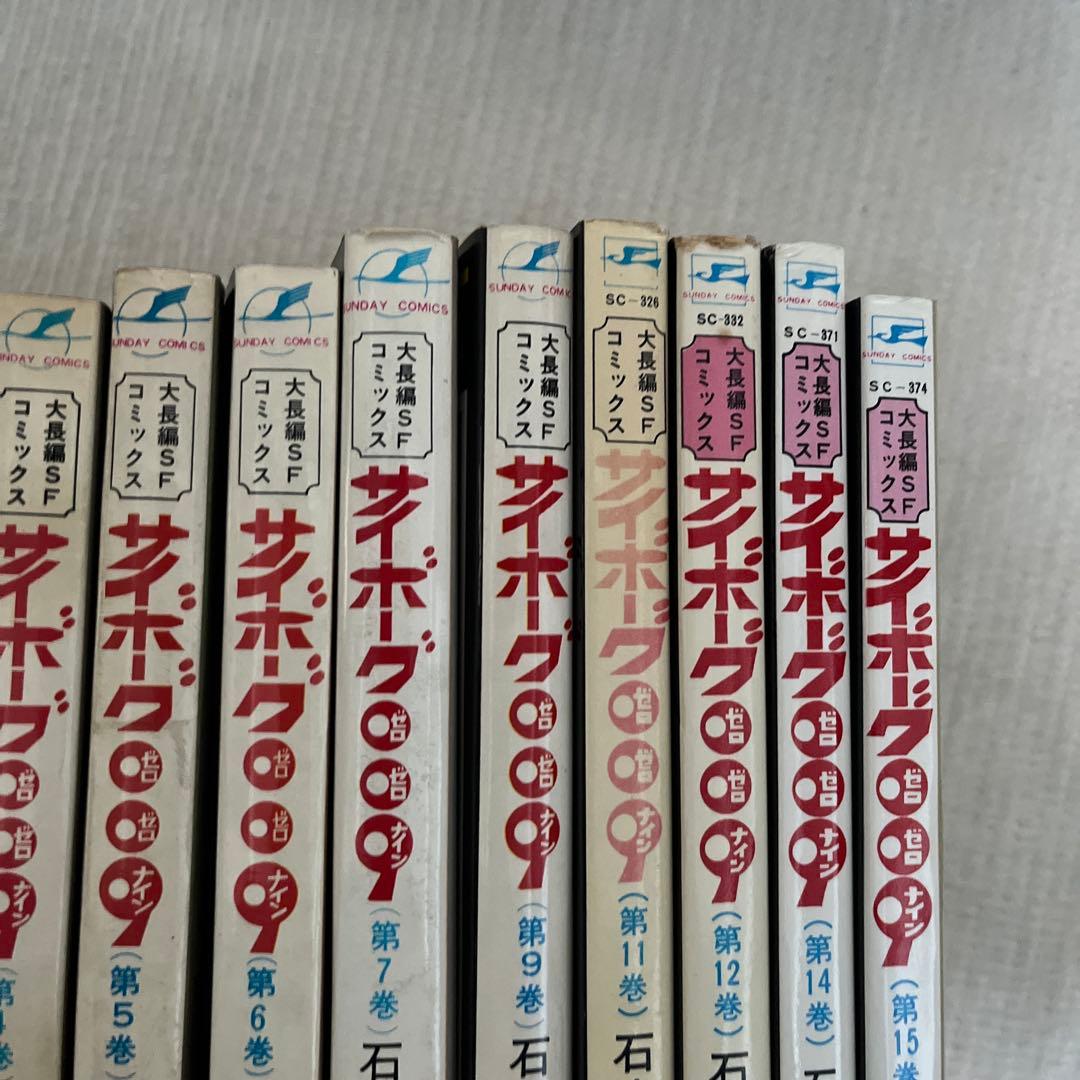 SUNDAY COMICS
大長編SF
コミックス
サイボーグ
ゼロ
ゼロ
9ナイン
第4巻
SUNDAY COMICS
大長編SF
コミックス
サイボーグ
0ゼロ
0ゼロ
9ナイン
(第5巻
SUNDAY COMICS
大長編SF
コミックス
サイボーグ
0ゼロ
0ゼロ
9ナイン
(第6巻
SUNDAY COMICS
大長編SF
コミックス
サイボーグ
0ゼロ
0ゼロ
9ナイン
(第7巻)
石
SUNDAY COMICS
大長編SF
コミックス
サイボーグ
0ゼロ
0ゼロ
9ナイン
(第9巻)
石
SC-326
大長編SF
コミックス
サイボーグ
0ゼロ
0ゼロ
9ナイン
(第11巻)
石
SUNDAY COMICS
SC-332
大長編SF
コミックス
サイボーグ
0ゼロ
0ゼロ
9ナイン
(第12巻)
石
SUNDAY COMICS
SC-371
大長編SF
コミックス
サイボーグ
0ゼロ
0ゼロ
9ナイン
(第14巻)
SUNDAY COMICS
SC-374
大長編SF
コミックス
サイボーグ
0ゼロ
0ゼロ
9ナイン
(第15巻